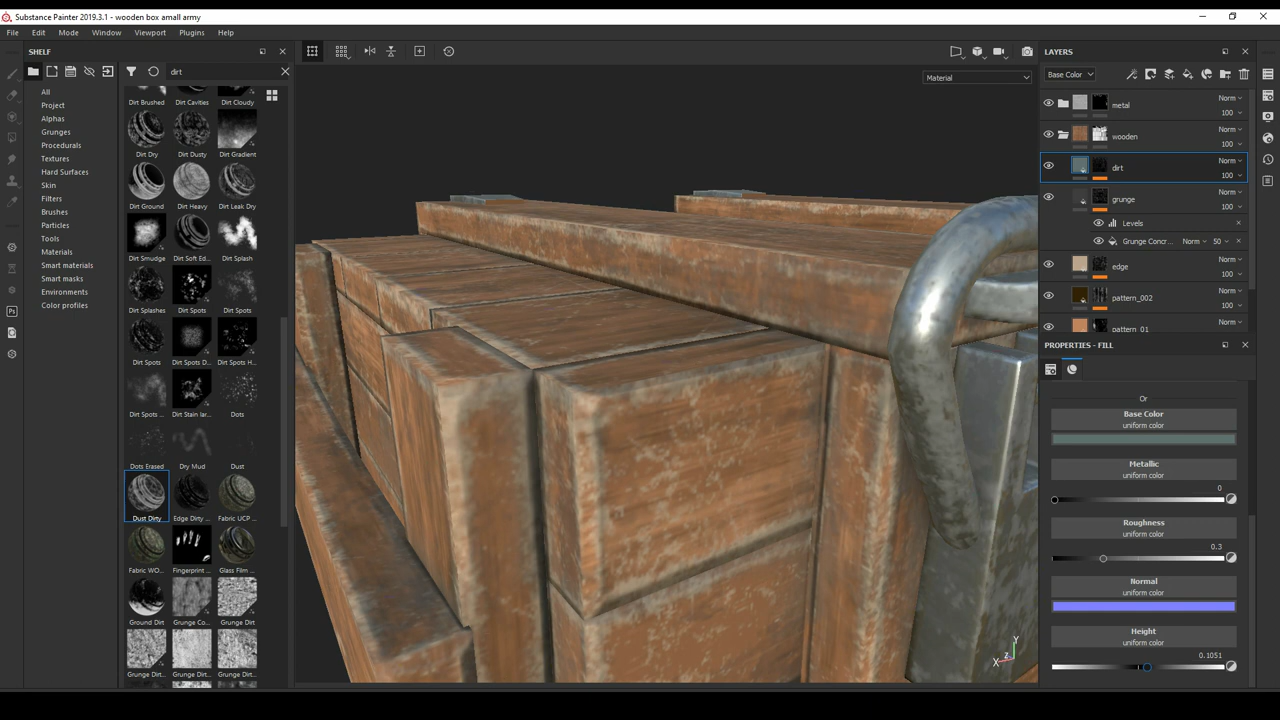 Substance Painter 2019.3.1 - wooden box amall army
File Edit Mode Window Viewport Plugins Help
SHELF
dirt
All
Project
Alphas
Grunges
Procedurals
Textures
Hard Surfaces
Skin
Filters
Brushes
Particles
Tools
Materials
Smart materials
Smart masks
Environments
Color profiles
Dirt Brushed Dirt Cavities Dirt Cloudy
Dirt Dry Dirt Dusty Dirt Gradient
Dirt Ground Dirt Heavy Dirt Leak Dry
Dirt Smudge Dirt Soft Ed... Dirt Splash
Dirt Splashes Dirt Spots Dirt Spots
Dirt Spots Dirt Spots D... Dirt Spots H...
Dirt Spots ... Dirt Stain lar... Dots
Dots Erased Dry Mud Dust
Dust Dirty Edge Dirty ... Fabric UCP ...
Fabric WO... Fingerprint ... Glass Film ...
Ground Dirt Grunge Co... Grunge Dirt
Grunge Dirt... Grunge Dirt... Grunge Dirt...
Material
X Z Y
LAYERS
Base Color
metal Norm 100
wooden Norm 100
dirt Norm 100
grunge Norm 100
Levels
Grunge Concr... Norm 50
edge Norm 100
pattern_002 Norm 100
pattern_01 Norm
PROPERTIES - FILL
Or
Base Color
uniform color
Metallic
uniform color
0
Roughness
uniform color
0.3
Normal
uniform color
Height
uniform color
0.1051
Ps